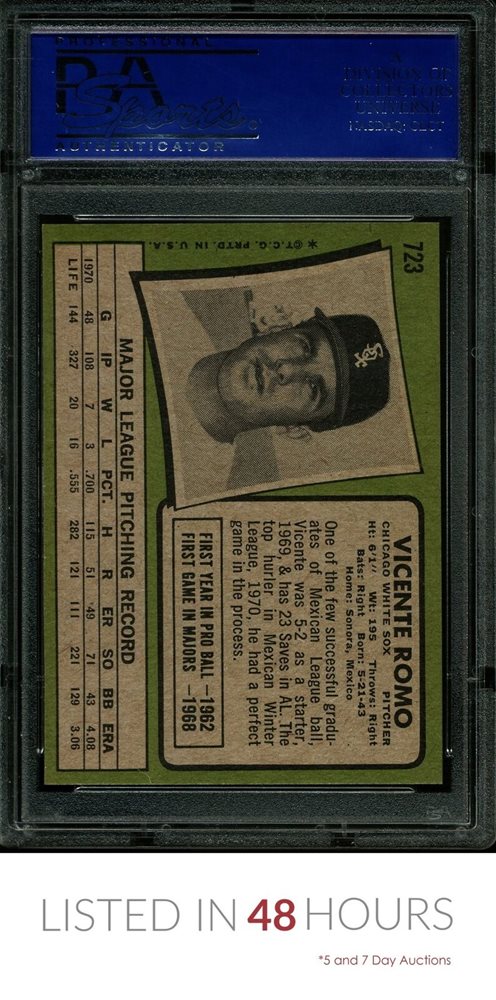 PROFESSIONAL
PSA
Sports
AUTHENTICATOR
A
DIVISION OF
COLLECTORS
UNIVERSE
NASDAQ: CLCT
723
* ©T.C.G. PRTD. IN U.S.A.
VICENTE ROMO
CHICAGO WHITE SOX PITCHER
Ht: 6'1" Wt: 195 Throws: Right
Bats: Right Born: 5-21-43
Home: Sonora, Mexico
One of the few successful gradu-
ates of Mexican League ball,
Vicente was 5-2 as a starter,
1969, & has 23 Saves in AL. The
top hurler in Mexican Winter
League, 1970, he had a perfect
game in the process.
FIRST YEAR IN PRO BALL —1962
FIRST GAME IN MAJORS —1968
MAJOR LEAGUE PITCHING RECORD
G IP W L PCT. H R ER SO BB ERA
1970 48 108 7 3 .700 115 51 49 71 43 4.08
LIFE 144 327 20 16 .555 282 121 111 221 129 3.06
LISTED IN 48 HOURS
*5 and 7 Day Auctions